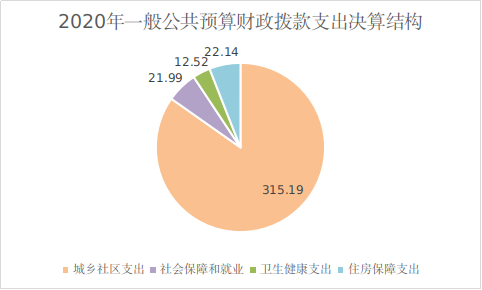 2020年一般公共预算财政拨款支出决算结构
22.14
12.52
21.99
315.19
城乡社区支出 社会保障和就业 卫生健康支出 住房保障支出